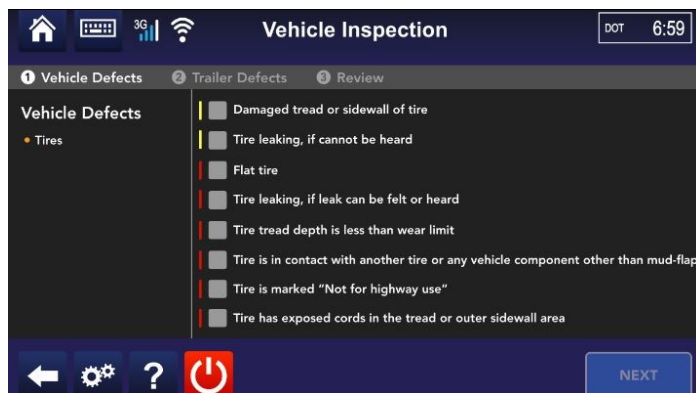 3G
Vehicle Inspection
DOT 6:59
1 Vehicle Defects 2 Trailer Defects 3 Review
Vehicle Defects
• Tires
Damaged tread or sidewall of tire
Tire leaking, if cannot be heard
Flat tire
Tire leaking, if leak can be felt or heard
Tire tread depth is less than wear limit
Tire is in contact with another tire or any vehicle component other than mud-flap
Tire is marked "Not for highway use"
Tire has exposed cords in the tread or outer sidewall area
?
NEXT